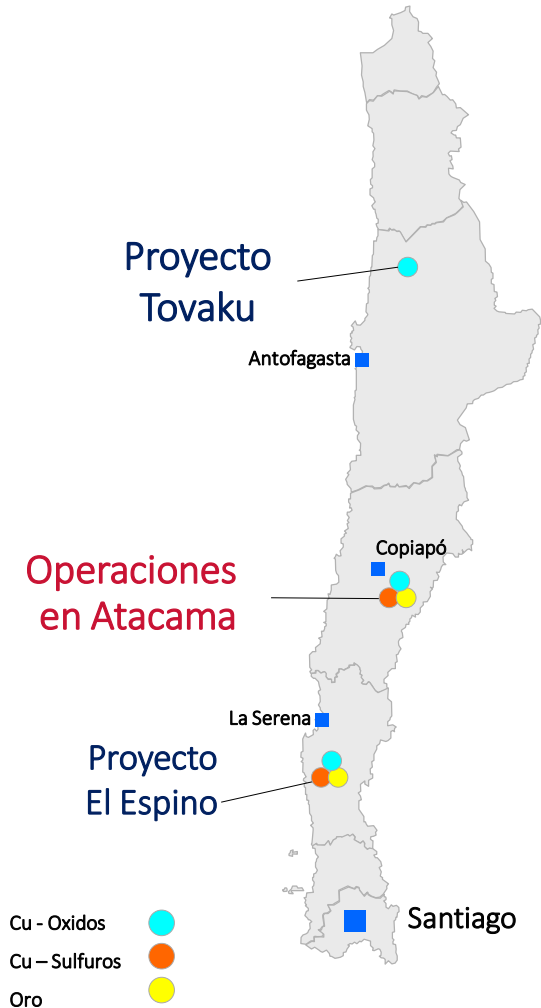 Proyecto
Tovaku
Antofagasta
Copiapó
Operaciones
en Atacama
La Serena
Proyecto
El Espino
Santiago
Cu - Oxidos
Cu – Sulfuros
Oro